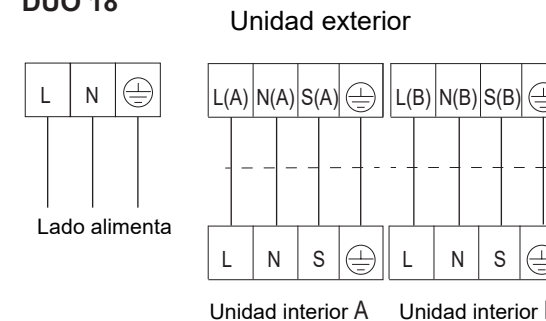 DUO 18
Unidad exterior
L N
L(A) N(A) S(A) L(B) N(B) S(B)
Lado alimenta
L N S L N S
Unidad interior A Unidad interior